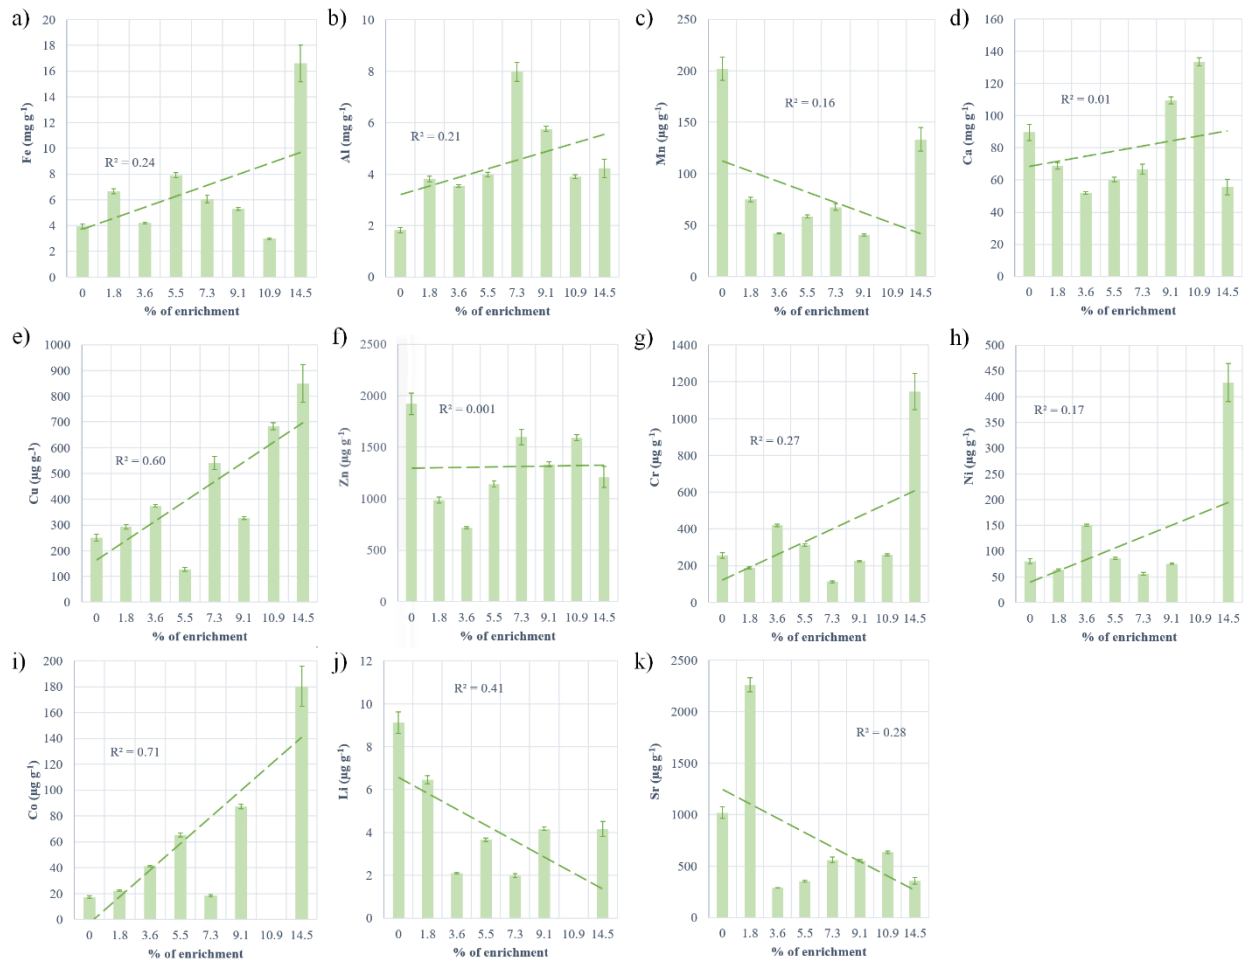 a)
20
18
16
14
12
10
8
6
4
2
0
Fe (mg g⁻¹)
R² = 0.24
0 1.8 3.6 5.5 7.3 9.1 10.9 14.5
% of enrichment
b)
10
8
6
4
2
0
Al (mg g⁻¹)
R² = 0.21
0 1.8 3.6 5.5 7.3 9.1 10.9 14.5
% of enrichment
c)
250
200
150
100
50
0
Mn (µg g⁻¹)
R² = 0.16
0 1.8 3.6 5.5 7.3 9.1 10.9 14.5
% of enrichment
d)
160
140
120
100
80
60
40
20
0
Ca (mg g⁻¹)
R² = 0.01
0 1.8 3.6 5.5 7.3 9.1 10.9 14.5
% of enrichment
e)
1000
900
800
700
600
500
400
300
200
100
0
Cu (µg g⁻¹)
R² = 0.60
0 1.8 3.6 5.5 7.3 9.1 10.9 14.5
% of enrichment
f)
2500
2000
1500
1000
500
0
Zn (µg g⁻¹)
R² = 0.001
0 1.8 3.6 5.5 7.3 9.1 10.9 14.5
% of enrichment
g)
1400
1200
1000
800
600
400
200
0
Cr (µg g⁻¹)
R² = 0.27
0 1.8 3.6 5.5 7.3 9.1 10.9 14.5
% of enrichment
h)
500
450
400
350
300
250
200
150
100
50
0
Ni (µg g⁻¹)
R² = 0.17
0 1.8 3.6 5.5 7.3 9.1 10.9 14.5
% of enrichment
i)
200
180
160
140
120
100
80
60
40
20
0
Co (µg g⁻¹)
R² = 0.71
0 1.8 3.6 5.5 7.3 9.1 10.9 14.5
% of enrichment
j)
12
10
8
6
4
2
0
Li (µg g⁻¹)
R² = 0.41
0 1.8 3.6 5.5 7.3 9.1 10.9 14.5
% of enrichment
k)
2500
2000
1500
1000
500
0
Sr (µg g⁻¹)
R² = 0.28
0 1.8 3.6 5.5 7.3 9.1 10.9 14.5
% of enrichment